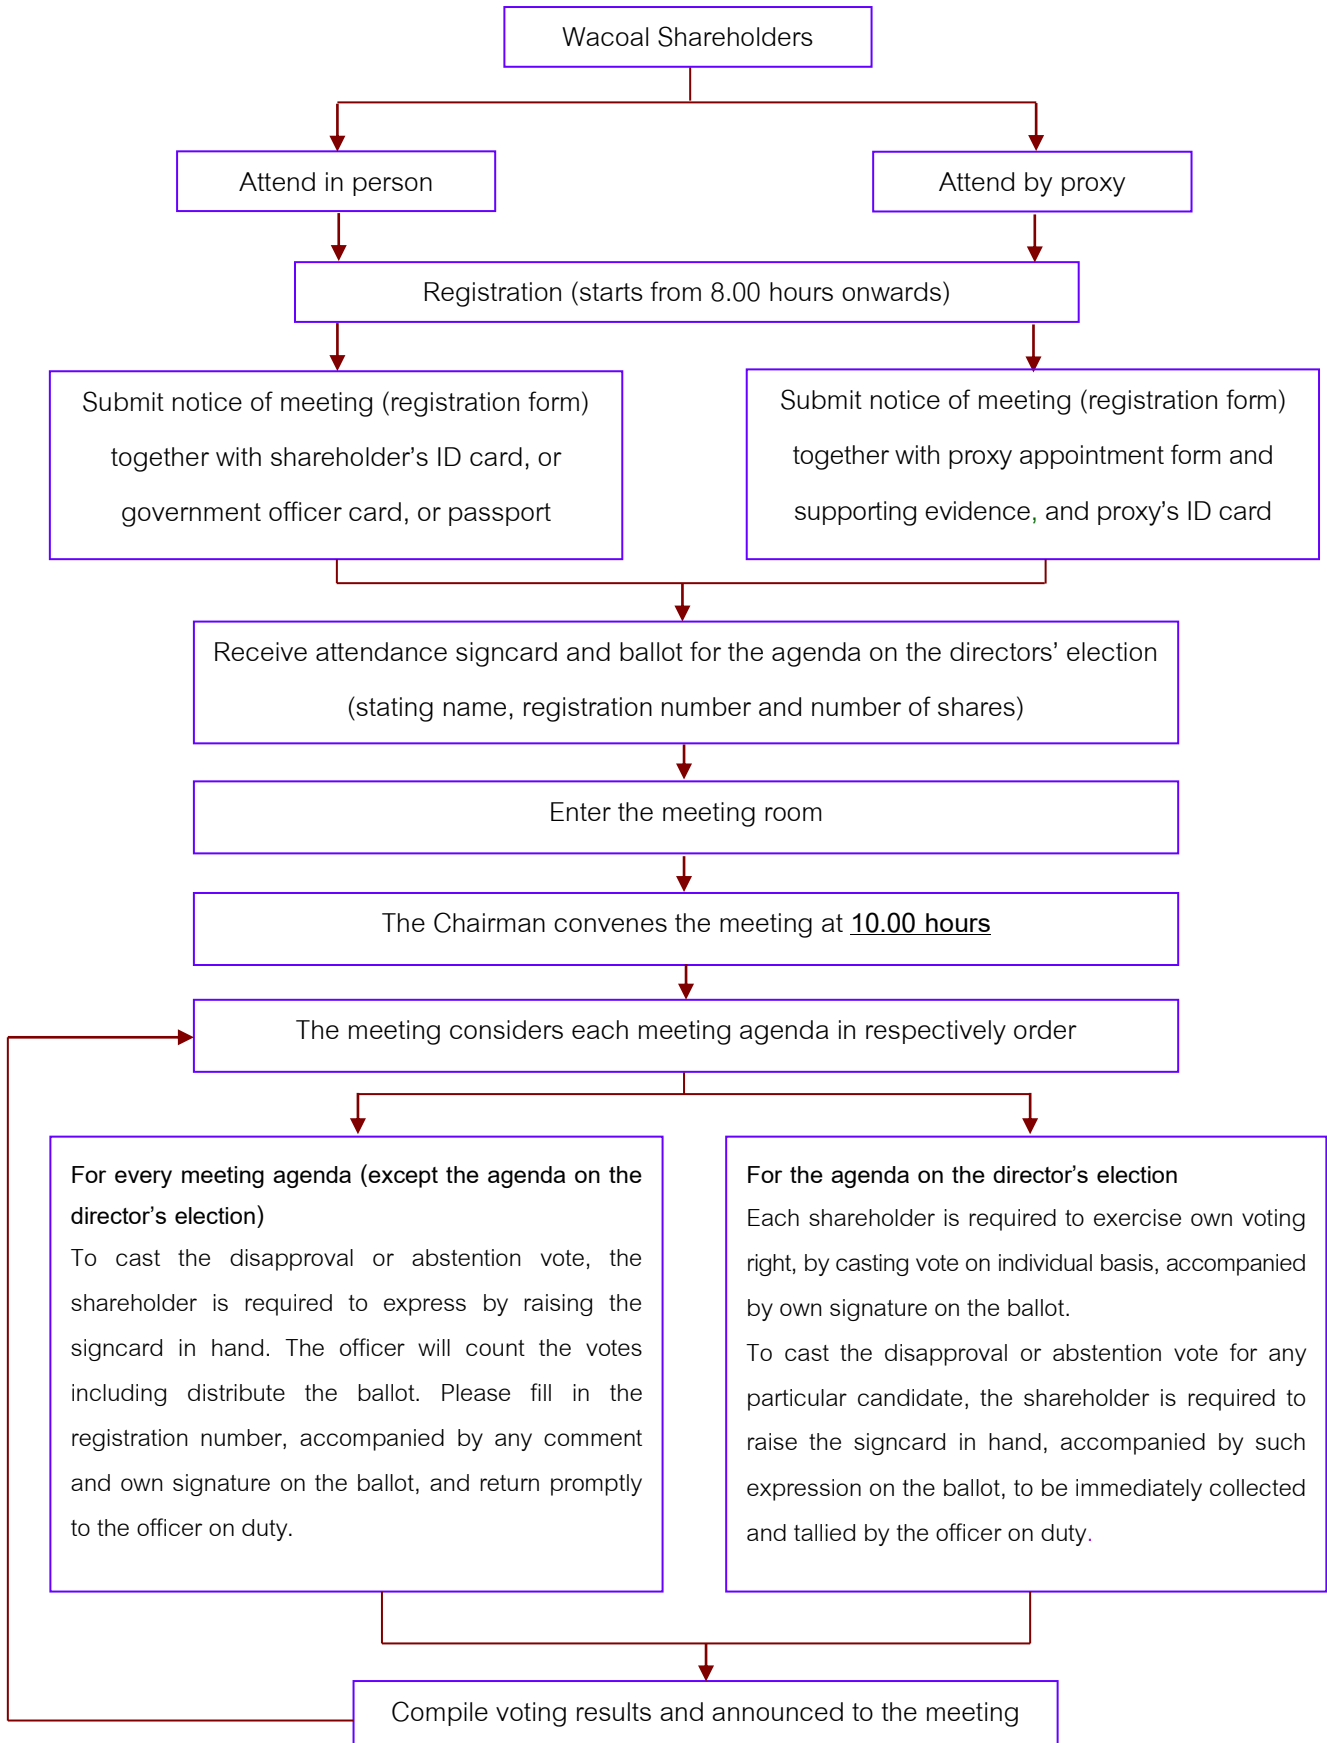 Wacoal Shareholders
Attend in person
Attend by proxy
Registration (starts from 8.00 hours onwards)
Submit notice of meeting (registration form)
together with shareholder’s ID card, or
government officer card, or passport
Submit notice of meeting (registration form)
together with proxy appointment form and
supporting evidence, and proxy’s ID card
Receive attendance signcard and ballot for the agenda on the directors’ election
(stating name, registration number and number of shares)
Enter the meeting room
The Chairman convenes the meeting at 10.00 hours
The meeting considers each meeting agenda in respectively order
For every meeting agenda (except the agenda on the
director’s election)
To cast the disapproval or abstention vote, the
shareholder is required to express by raising the
signcard in hand. The officer will count the votes
including distribute the ballot. Please fill in the
registration number, accompanied by any comment
and own signature on the ballot, and return promptly
to the officer on duty.
For the agenda on the director’s election
Each shareholder is required to exercise own voting
right, by casting vote on individual basis, accompanied
by own signature on the ballot.
To cast the disapproval or abstention vote for any
particular candidate, the shareholder is required to
raise the signcard in hand, accompanied by such
expression on the ballot, to be immediately collected
and tallied by the officer on duty.
Compile voting results and announced to the meeting